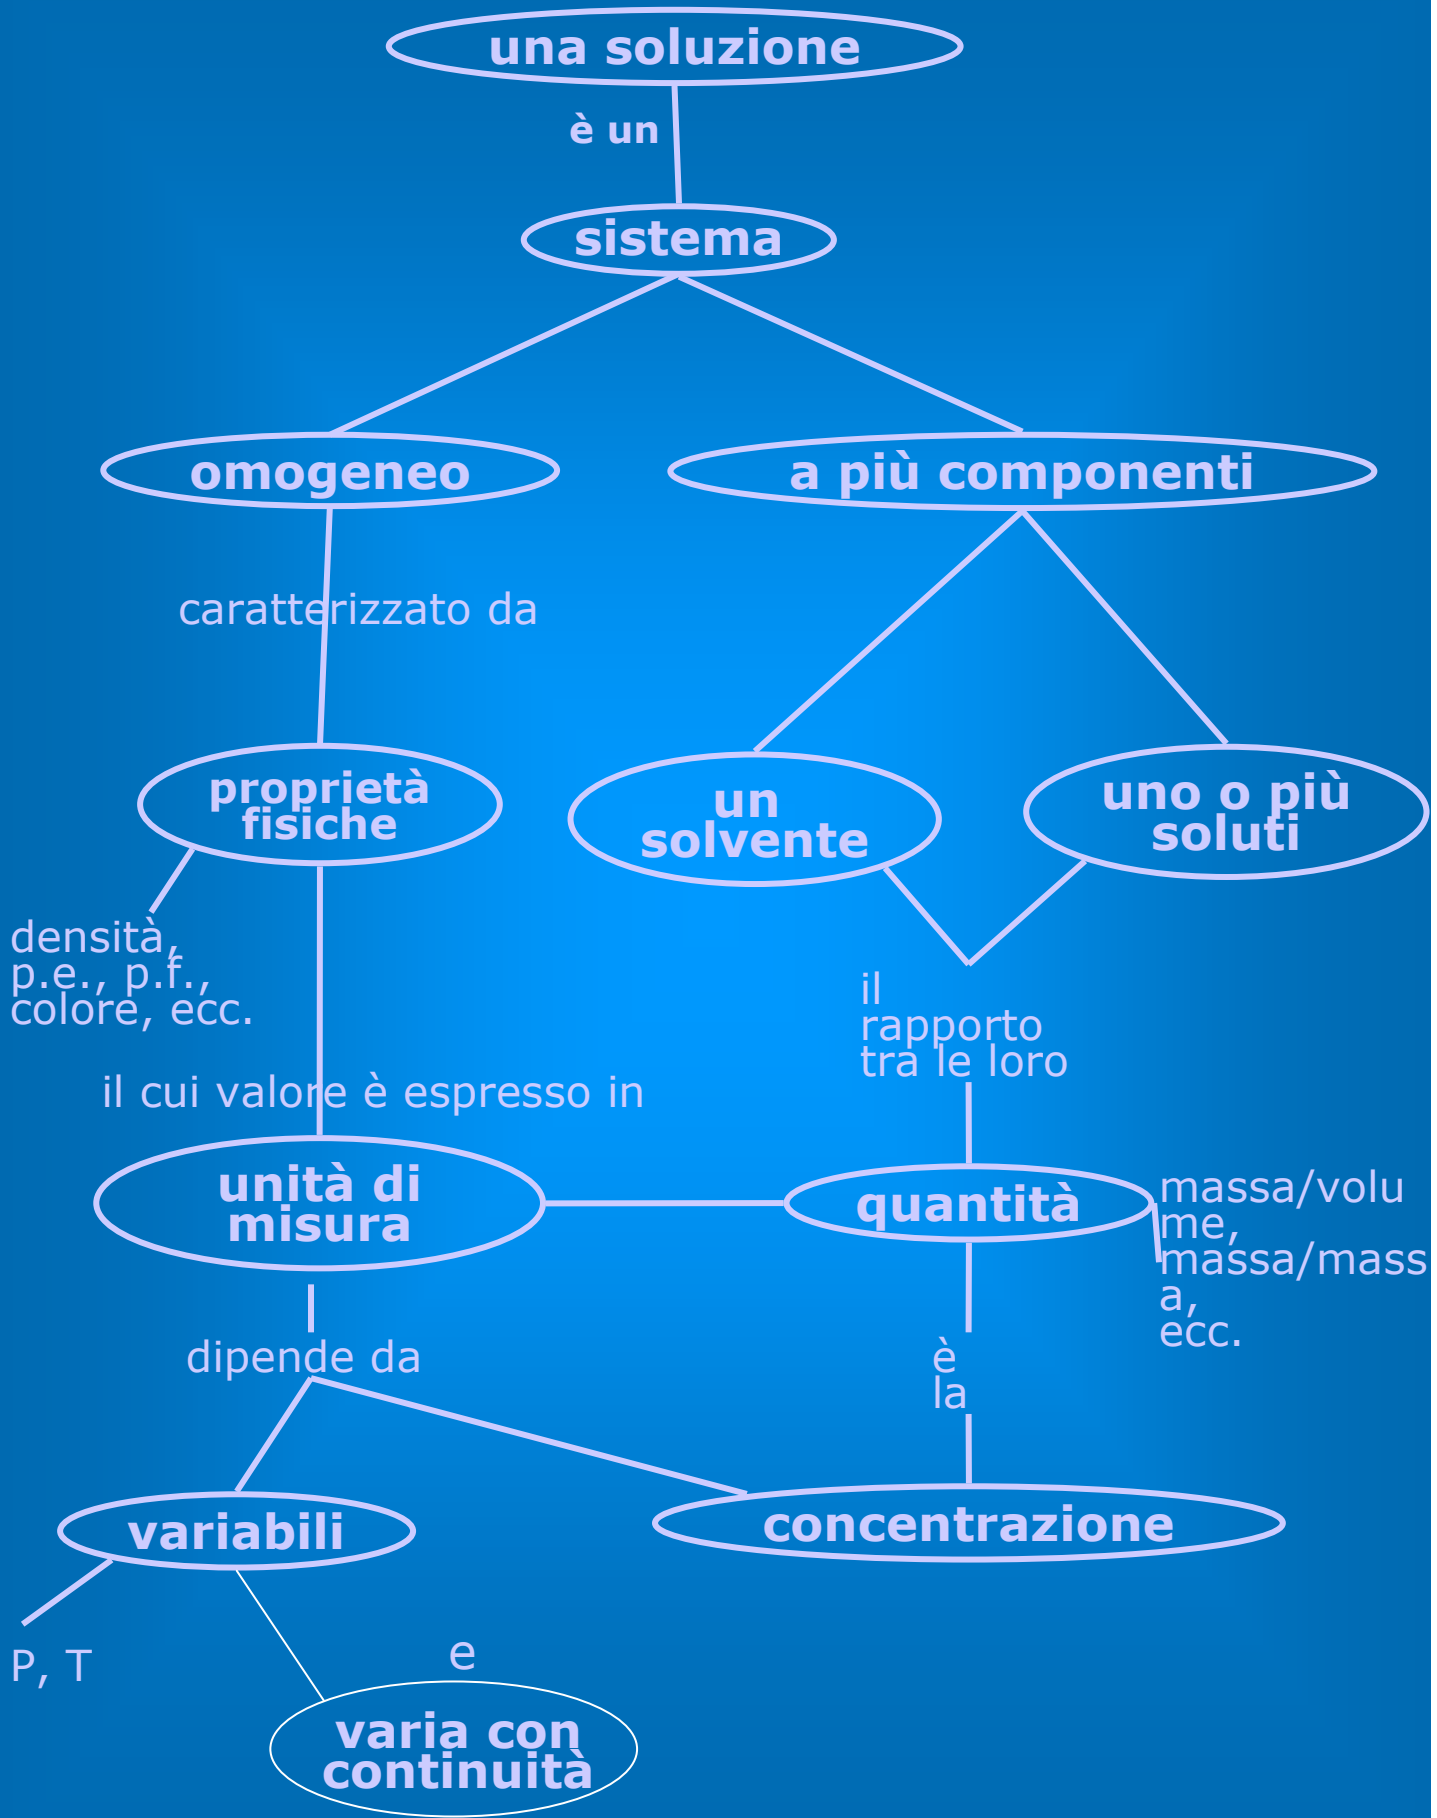 una soluzione
è un
sistema
omogeneo
a più componenti
caratterizzato da
proprietà
fisiche
un
solvente
uno o più
soluti
densità,
p.e., p.f.,
colore, ecc.
il
rapporto
tra le loro
il cui valore è espresso in
unità di
misura
quantità
massa/volu
me,
massa/mass
a,
ecc.
dipende da
è
la
variabili
concentrazione
P, T
e
varia con
continuità